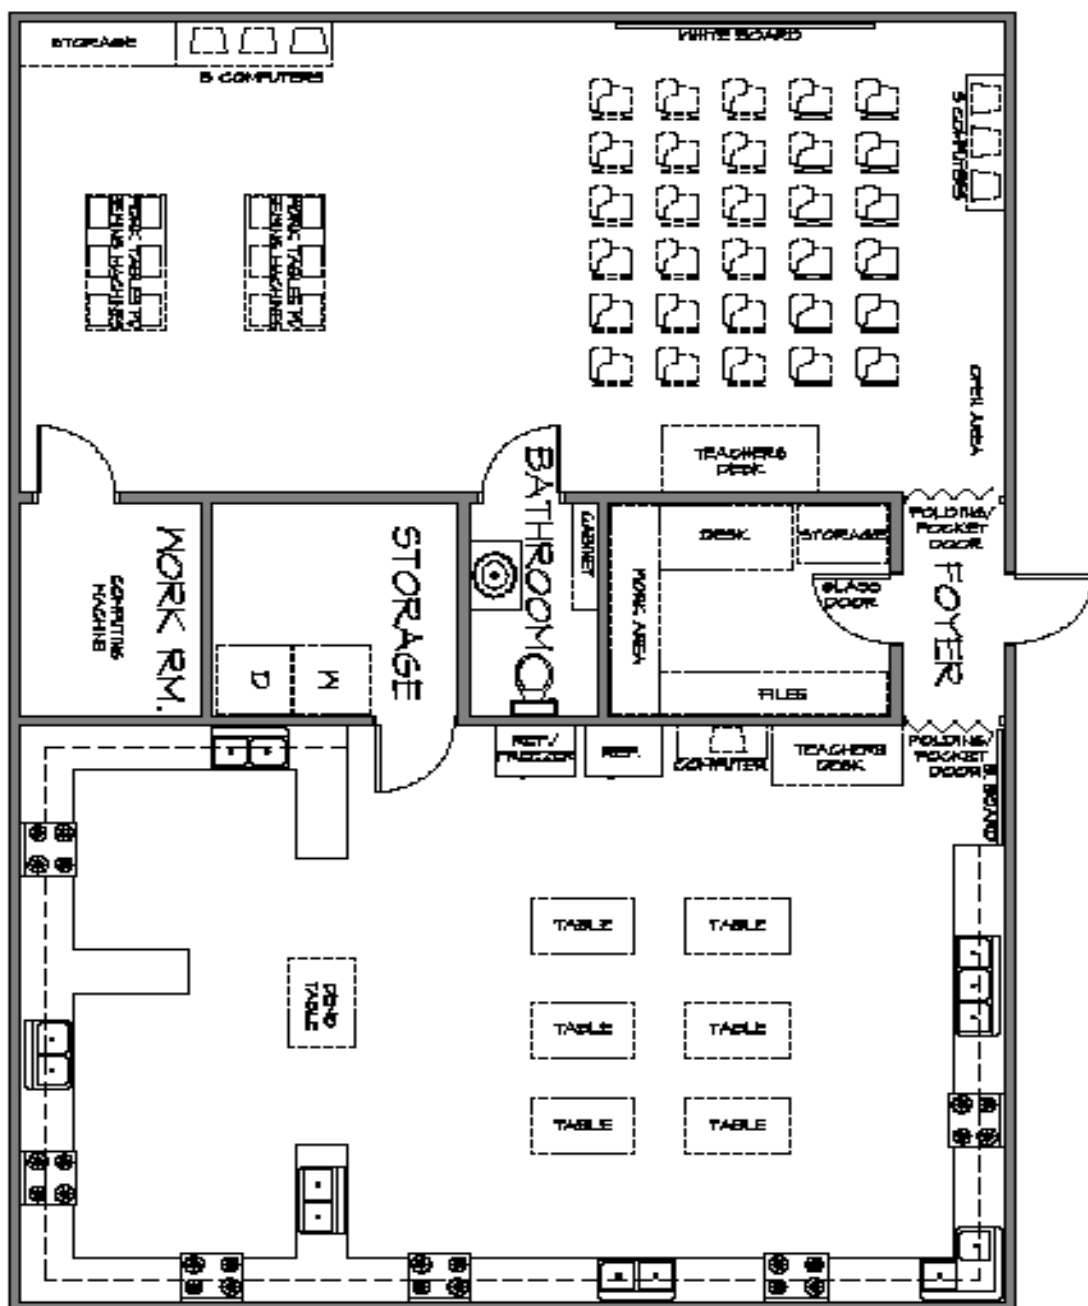 STORAGE
5 COMPUTERS
WHITE BOARD
5 COMPUTERS
WORK TABLES W/
SEWING MACHINES
WORK TABLES W/
SEWING MACHINES
OPEN AREA
TEACHERS
DESK
BATHROOM
CABINET
WORK RM.
COMPUTING
MACHINE
STORAGE
D
W
DESK
STORAGE
WORK AREA
FILES
GLASS
DOOR
FOLDING/
POCKET
DOOR
FOYER
FOLDING/
POCKET
DOOR
REF./
FREEZER
REF.
COMPUTER
TEACHERS
DESK
BOARD
TABLE
TABLE
DEMO
TABLE
TABLE
TABLE
TABLE
TABLE